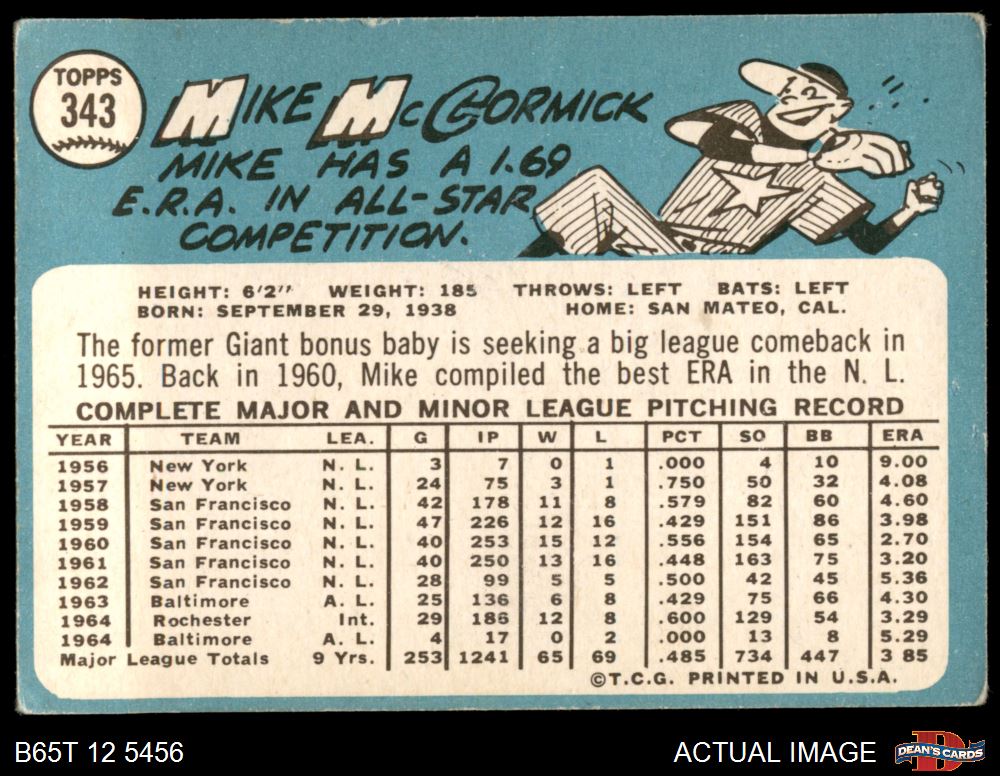 TOPPS
343
MIKE McCORMICK
MIKE HAS A 1.69
E.R.A. IN ALL-STAR
COMPETITION.
HEIGHT: 6'2" WEIGHT: 185 THROWS: LEFT BATS: LEFT
BORN: SEPTEMBER 29, 1938 HOME: SAN MATEO, CAL.
The former Giant bonus baby is seeking a big league comeback in
1965. Back in 1960, Mike compiled the best ERA in the N. L.
COMPLETE MAJOR AND MINOR LEAGUE PITCHING RECORD
YEAR TEAM LEA. G IP W L PCT SO BB ERA
1956 New York N. L. 3 7 0 1 .000 4 10 9.00
1957 New York N. L. 24 75 3 1 .750 50 32 4.08
1958 San Francisco N. L. 42 178 11 8 .579 82 60 4.60
1959 San Francisco N. L. 47 226 12 16 .429 151 86 3.98
1960 San Francisco N. L. 40 253 15 12 .556 154 65 2.70
1961 San Francisco N. L. 40 250 13 16 .448 163 75 3.20
1962 San Francisco N. L. 28 99 5 5 .500 42 45 5.36
1963 Baltimore A. L. 25 136 6 8 .429 75 66 4.30
1964 Rochester Int. 29 186 12 8 .600 129 54 3.29
1964 Baltimore A. L. 4 17 0 2 .000 13 8 5.29
Major League Totals 9 Yrs. 253 1241 65 69 .485 734 447 3 85
©T.C.G. PRINTED IN U.S.A.
B65T 12 5456 ACTUAL IMAGE DEAN'S CARDS